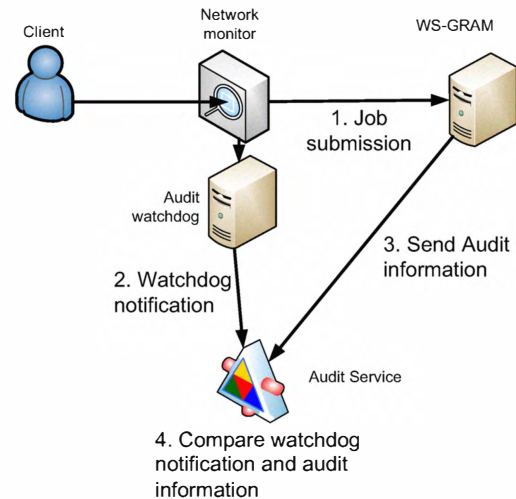 Client
Network
monitor
WS-GRAM
1. Job
submission
Audit
watchdog
3. Send Audit
information
2. Watchdog
notification
Audit Service
4. Compare watchdog
notification and audit
information